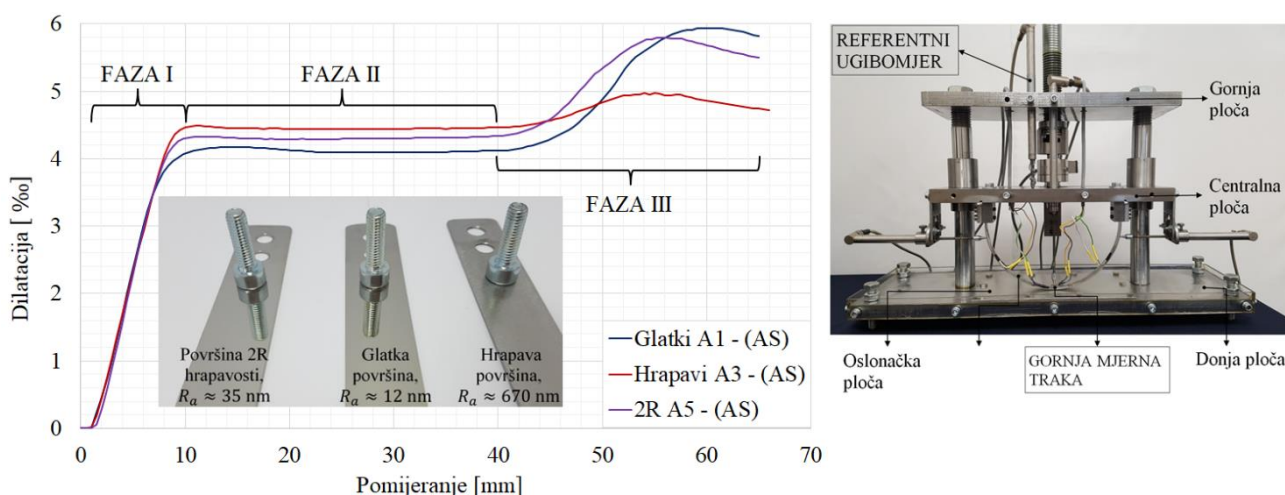 6
5
4
3
2
1
0
Dilatacija [ ‰]
0
10
20
30
40
50
60
70
Pomijeranje [mm]
FAZA I
FAZA II
FAZA III
Površina 2R
hrapavosti,
Rₐ ≈ 35 nm
Glatka
površina,
Rₐ ≈ 12 nm
Hrapava
površina,
Rₐ ≈ 670 nm
Glatki A1 - (AS)
Hrapavi A3 - (AS)
2R A5 - (AS)
REFERENTNI
UGIBOMJER
Gornja
ploča
Centralna
ploča
Oslonačka
ploča
GORNJA MJERNA
TRAKA
Donja ploča